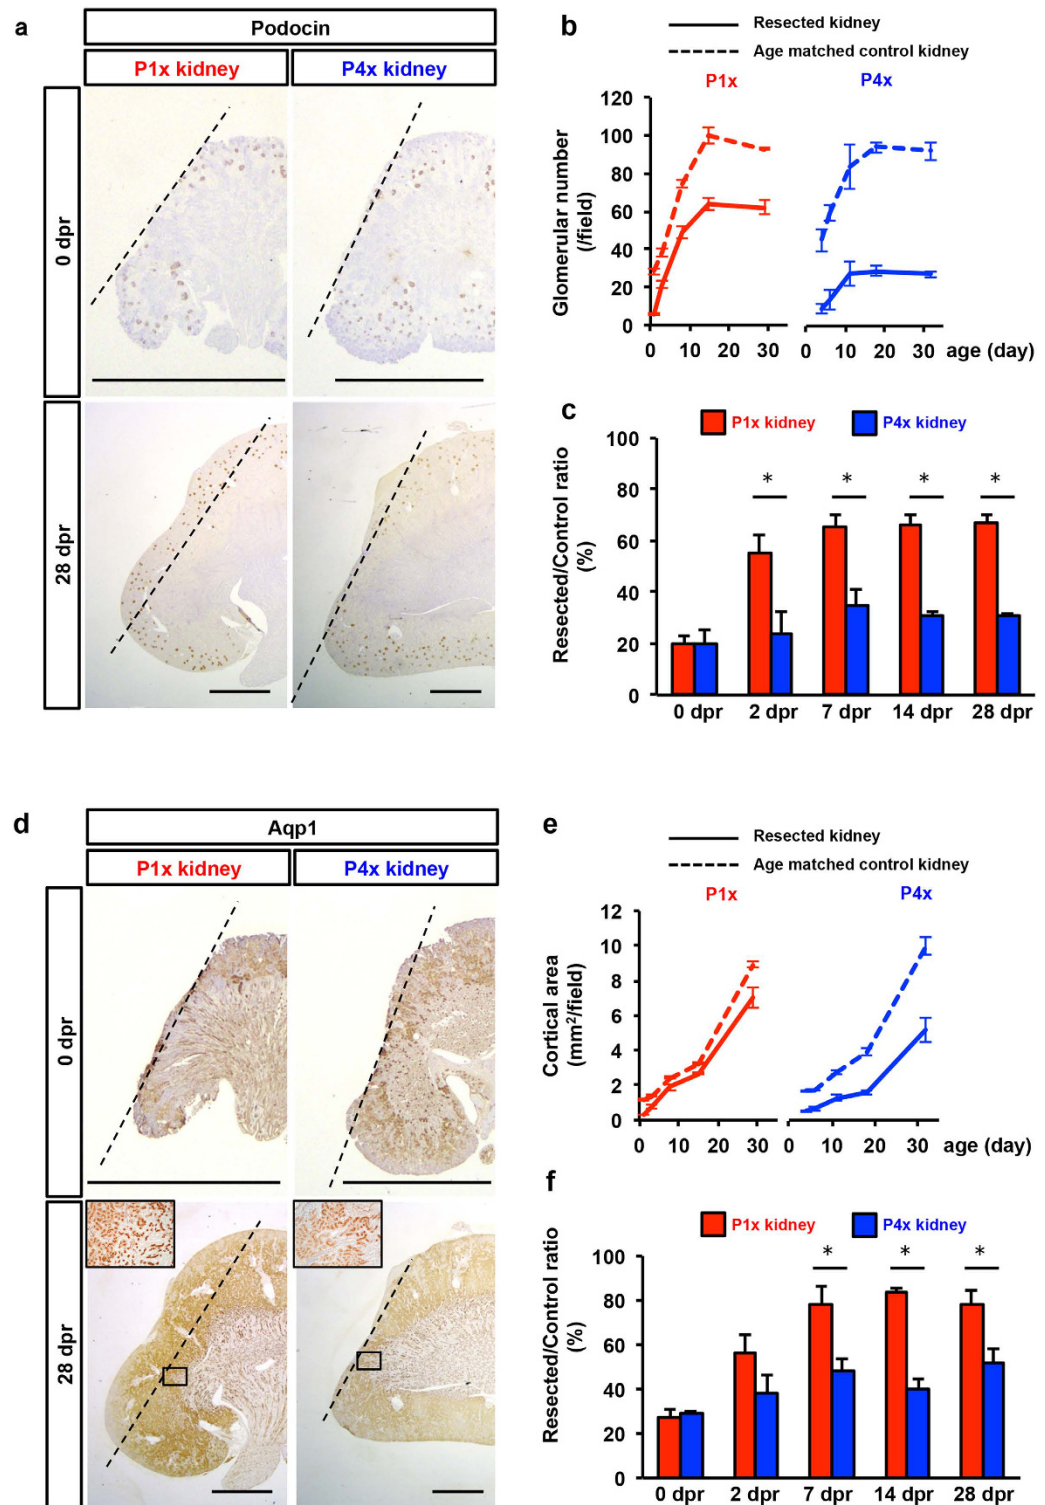 a
Podocin
P1x kidney
P4x kidney
0 dpr
28 dpr
b
Resected kidney
Age matched control kidney
P1x
P4x
Glomerular number
(/field)
120
100
80
60
40
20
0
0 10 20 30
0 10 20 30
age (day)
c
P1x kidney
P4x kidney
Resected/Control ratio
(%)
100
80
60
40
20
0
* * * *
0 dpr 2 dpr 7 dpr 14 dpr 28 dpr
d
Aqp1
P1x kidney
P4x kidney
0 dpr
28 dpr
e
Resected kidney
Age matched control kidney
P1x
P4x
Cortical area
(mm²/field)
12
10
8
6
4
2
0
0 10 20 30
0 10 20 30
age (day)
f
P1x kidney
P4x kidney
Resected/Control ratio
(%)
100
80
60
40
20
0
* * *
0 dpr 2 dpr 7 dpr 14 dpr 28 dpr